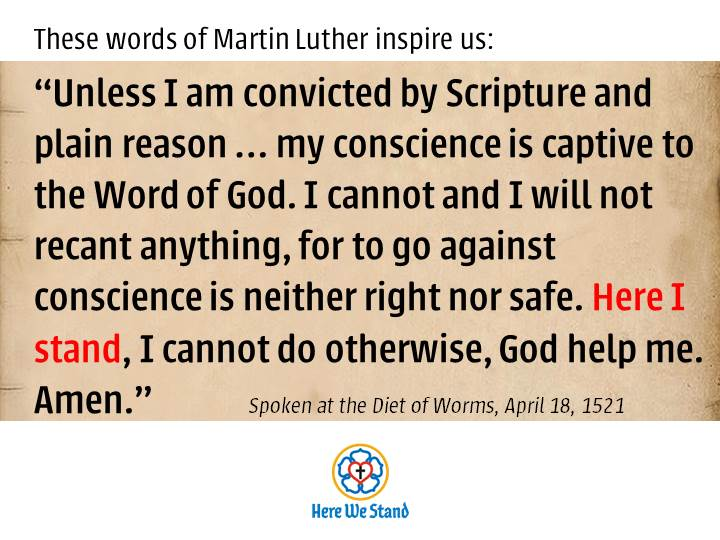 These words of Martin Luther inspire us:
“Unless I am convicted by Scripture and
plain reason ... my conscience is captive to
the Word of God. I cannot and I will not
recant anything, for to go against
conscience is neither right nor safe. Here I
stand, I cannot do otherwise, God help me.
Amen.” Spoken at the Diet of Worms, April 18, 1521
Here We Stand